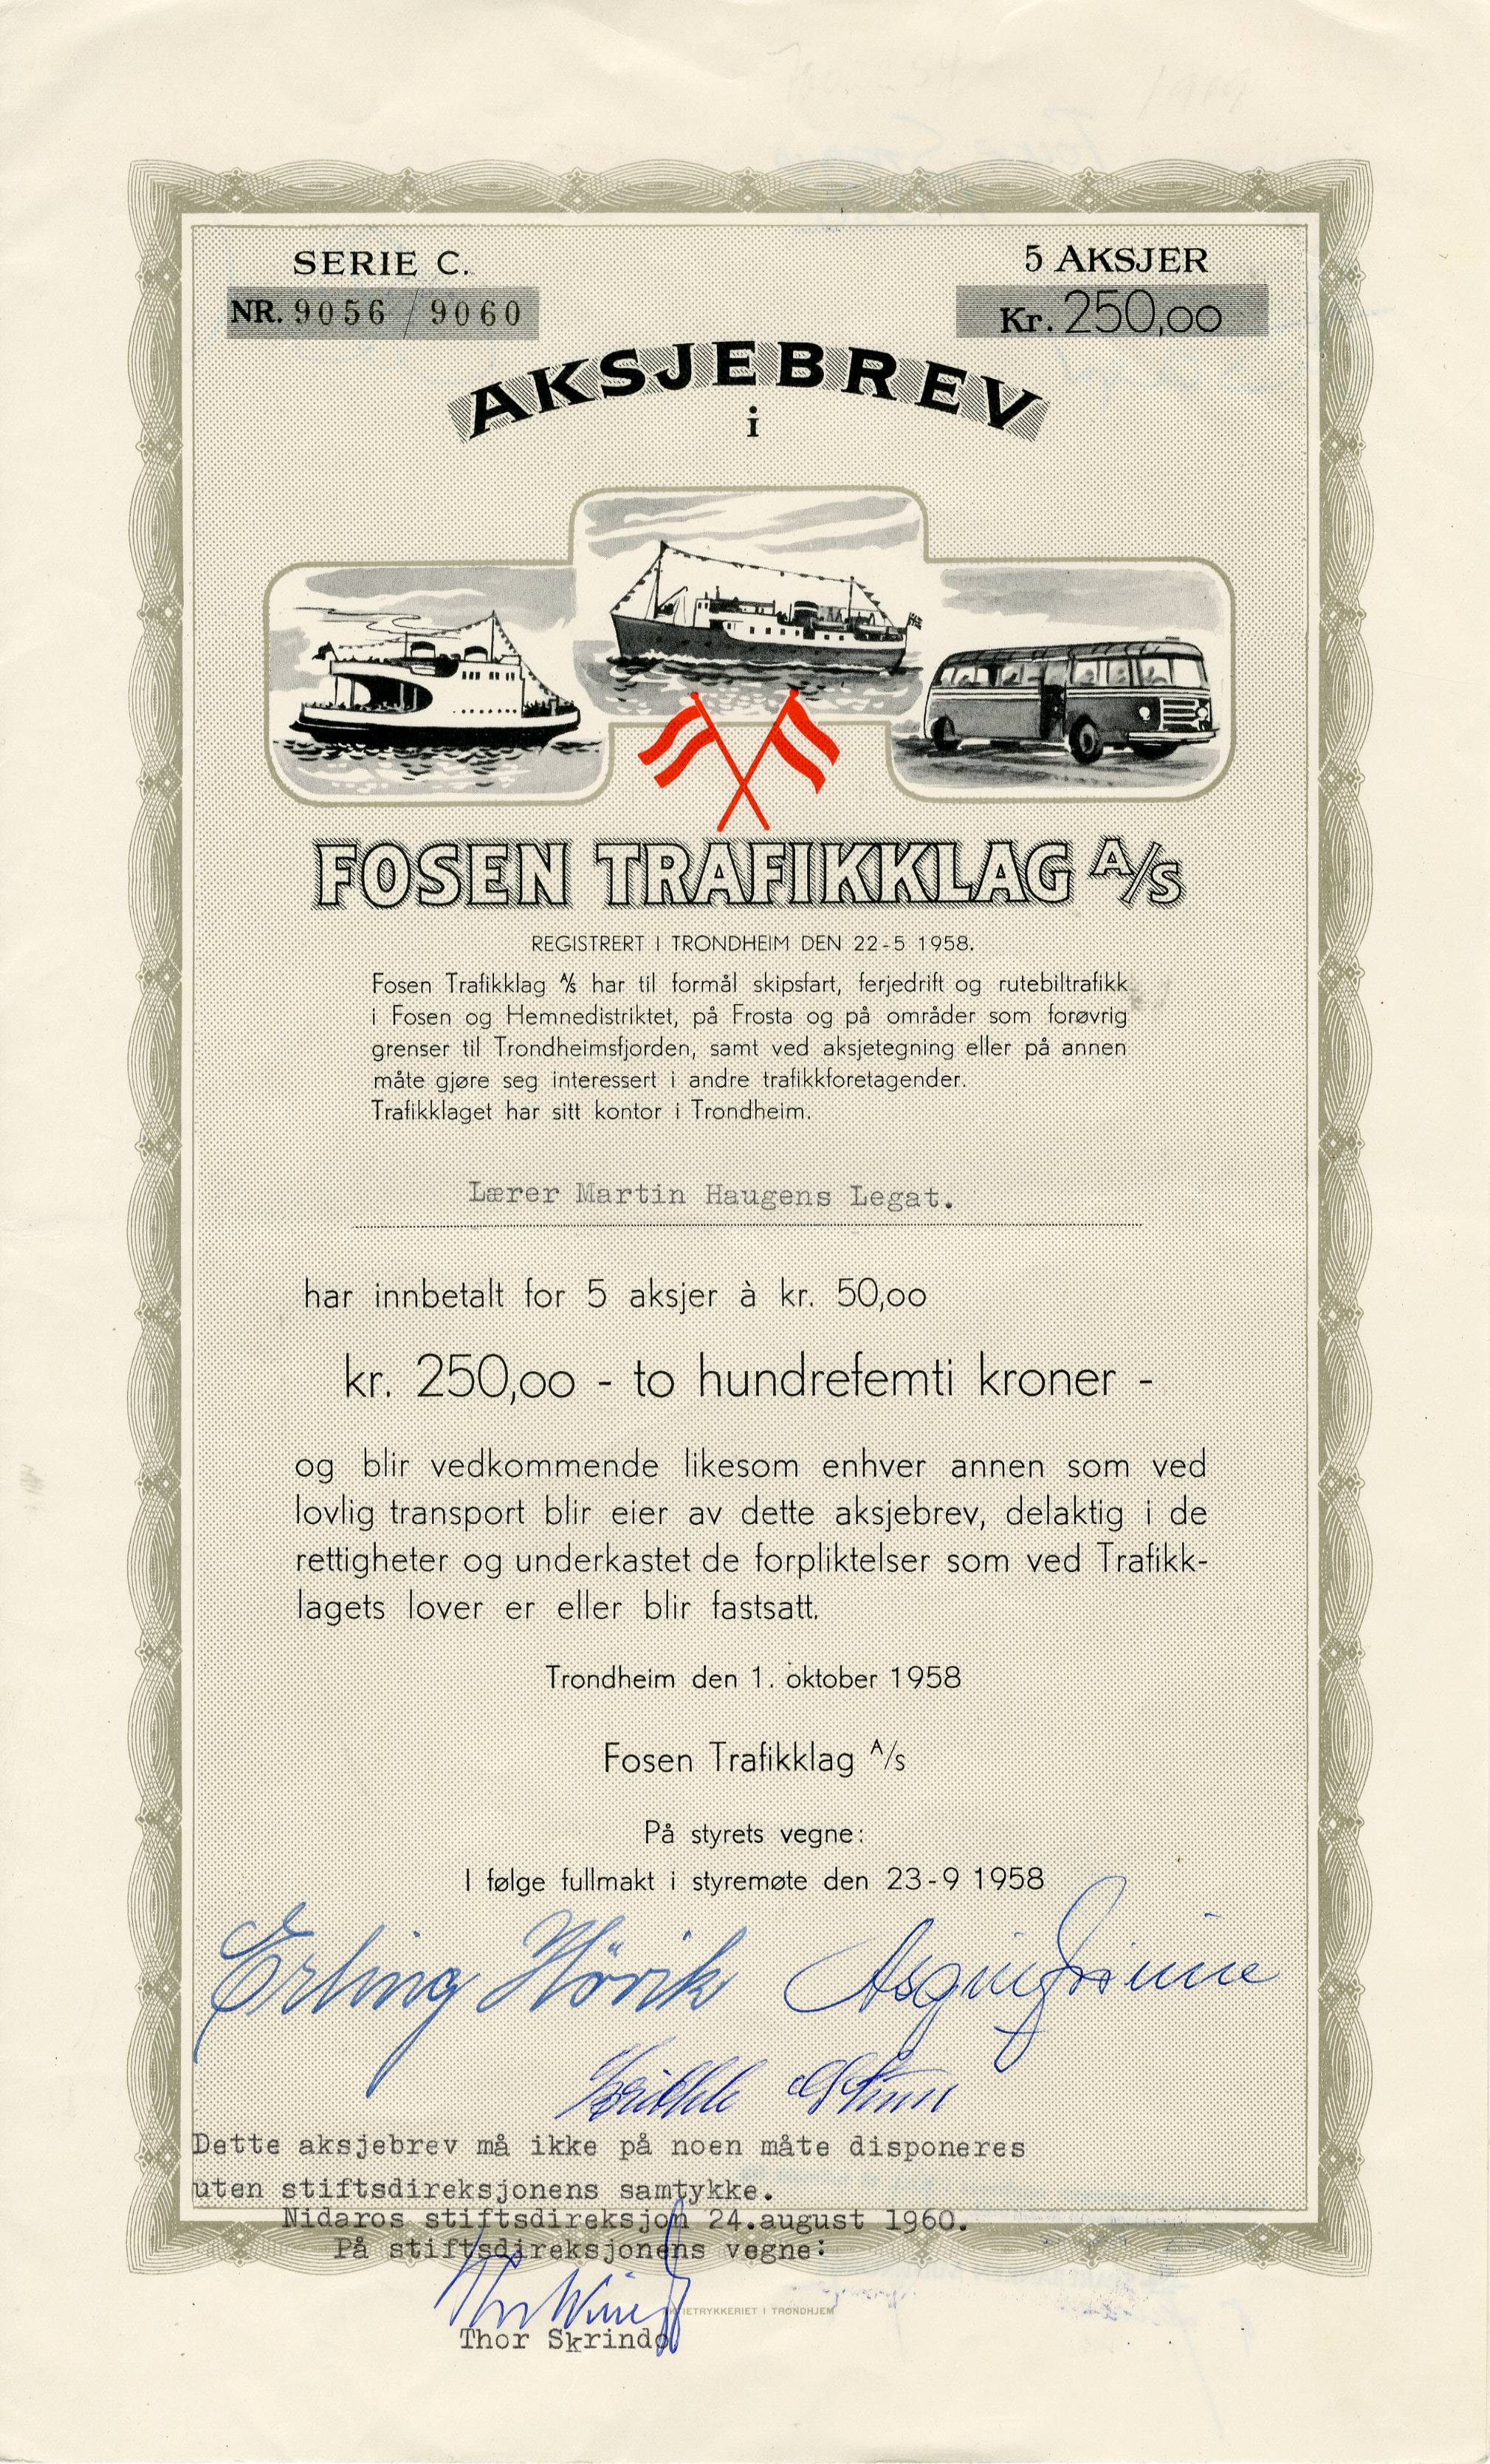 SERIE C.
5 AKSJER
NR. 9056 / 9060
Kr. 250,00
AKSJEBREV
i
FOSEN TRAFIKKLAG A/S
REGISTRERT I TRONDHEIM DEN 22-5 1958.
Fosen Trafikklag A/S har til formål skipsfart, ferjedrift og rutebiltrafikk
i Fosen og Hemnedistriktet, på Frosta og på områder som forøvrig
grenser til Trondheimsfjorden, samt ved aksjetegning eller på annen
måte gjøre seg interessert i andre trafikkforetagender.
Trafikklaget har sitt kontor i Trondheim.
Lærer Martin Haugens Legat.
har innbetalt for 5 aksjer à kr. 50,00
kr. 250,00 - to hundrefemti kroner -
og blir vedkommende likesom enhver annen som ved
lovlig transport blir eier av dette aksjebrev, delaktig i de
rettigheter og underkastet de forpliktelser som ved Trafikk-
lagets lover er eller blir fastsatt.
Trondheim den 1. oktober 1958
Fosen Trafikklag A/s
På styrets vegne:
I følge fullmakt i styremøte den 23-9 1958
Erling Hövik
Dette aksjebrev må ikke på noen måte disponeres
uten stiftsdireksjonens samtykke.
Nidaros stiftsdireksjon 24.august 1960.
På stiftsdireksjonens vegne:
IETRYKKERIET I TRONDHJEM
Thor Skrindo